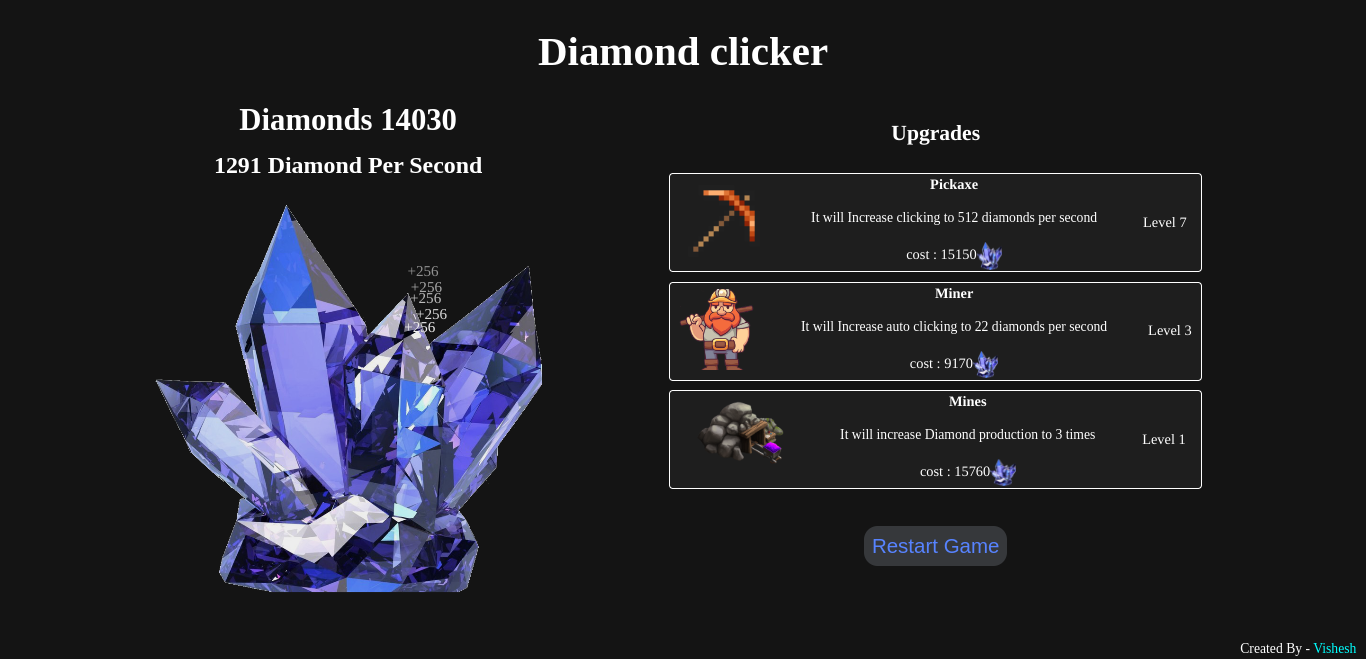 Diamond clicker
Diamonds 14030
1291 Diamond Per Second
+256
+256
+256
+256
+256
Upgrades
Pickaxe
It will Increase clicking to 512 diamonds per second
Level 7
cost : 15150
Miner
It will Increase auto clicking to 22 diamonds per second
Level 3
cost : 9170
Mines
It will increase Diamond production to 3 times
Level 1
cost : 15760
Restart Game
Created By - Vishesh